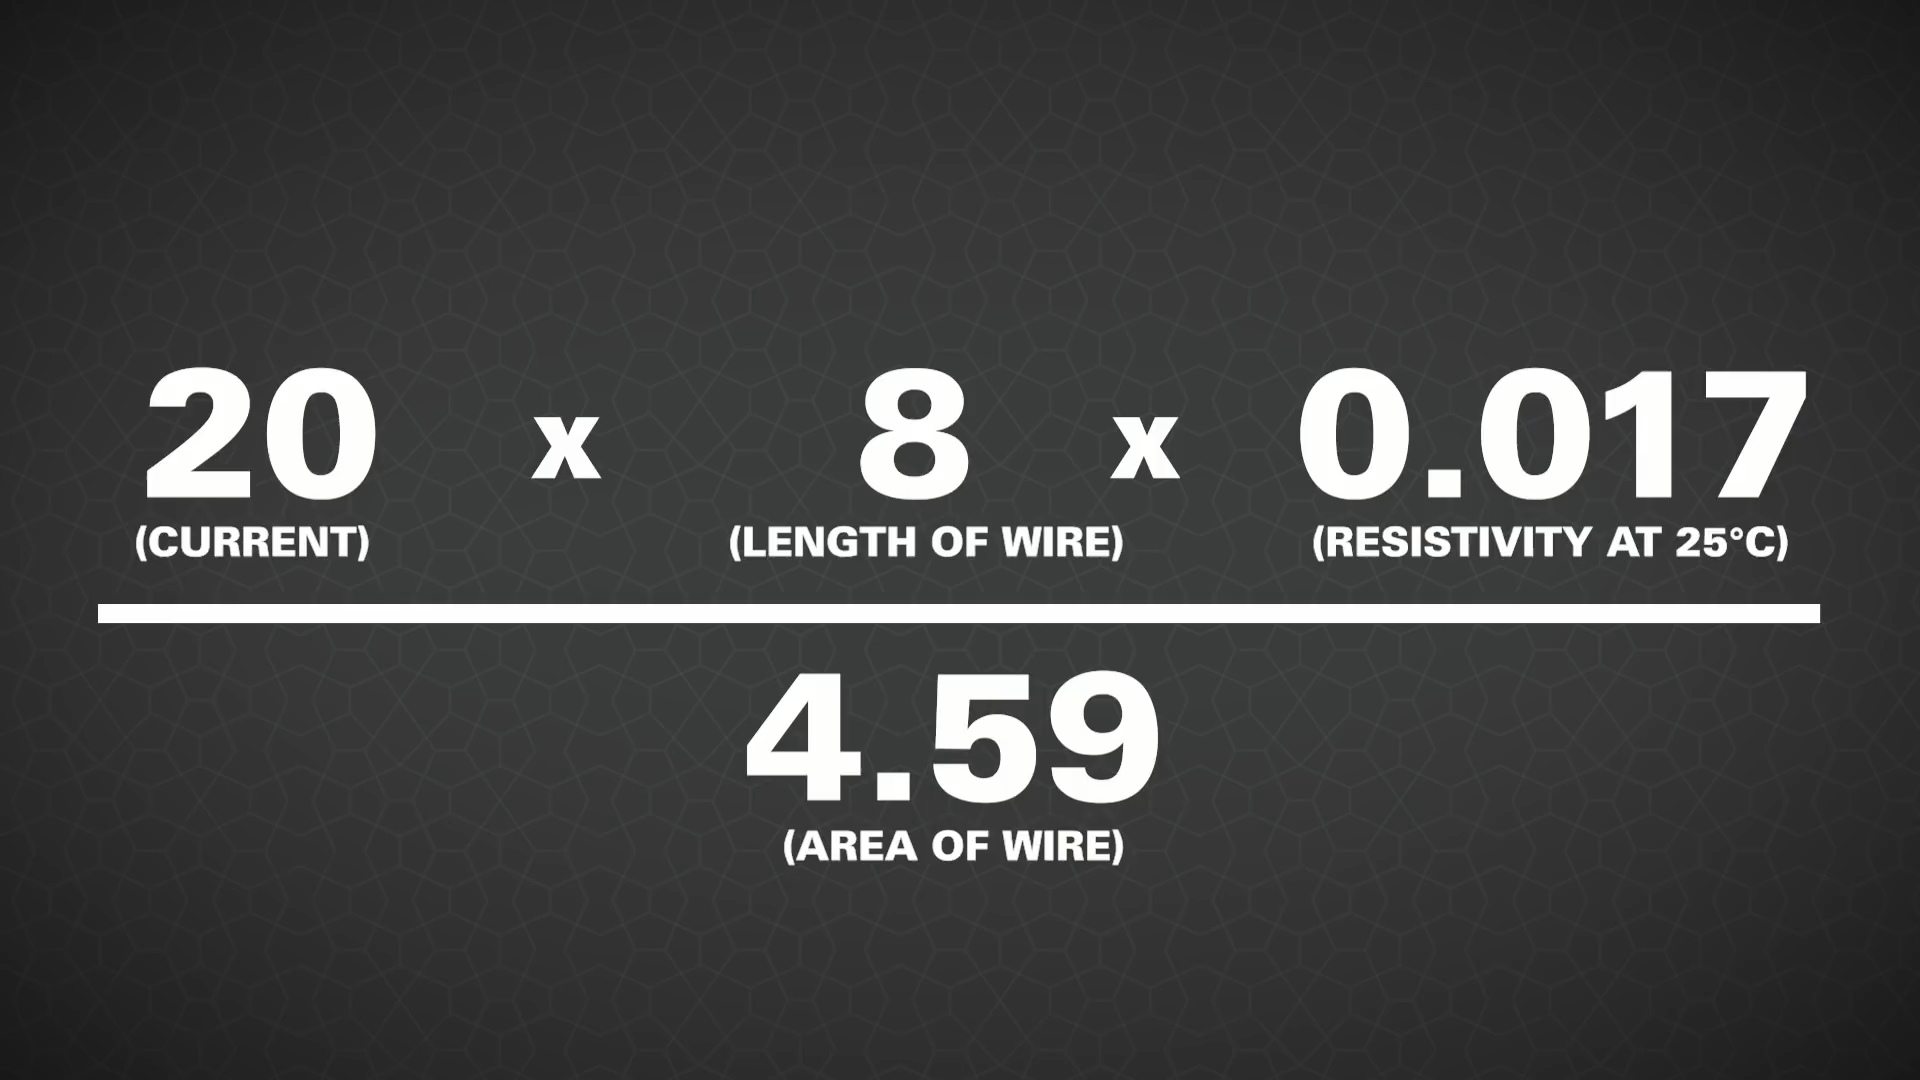 20 x 8 x 0.017
(CURRENT) (LENGTH OF WIRE) (RESISTIVITY AT 25°C)
4.59
(AREA OF WIRE)